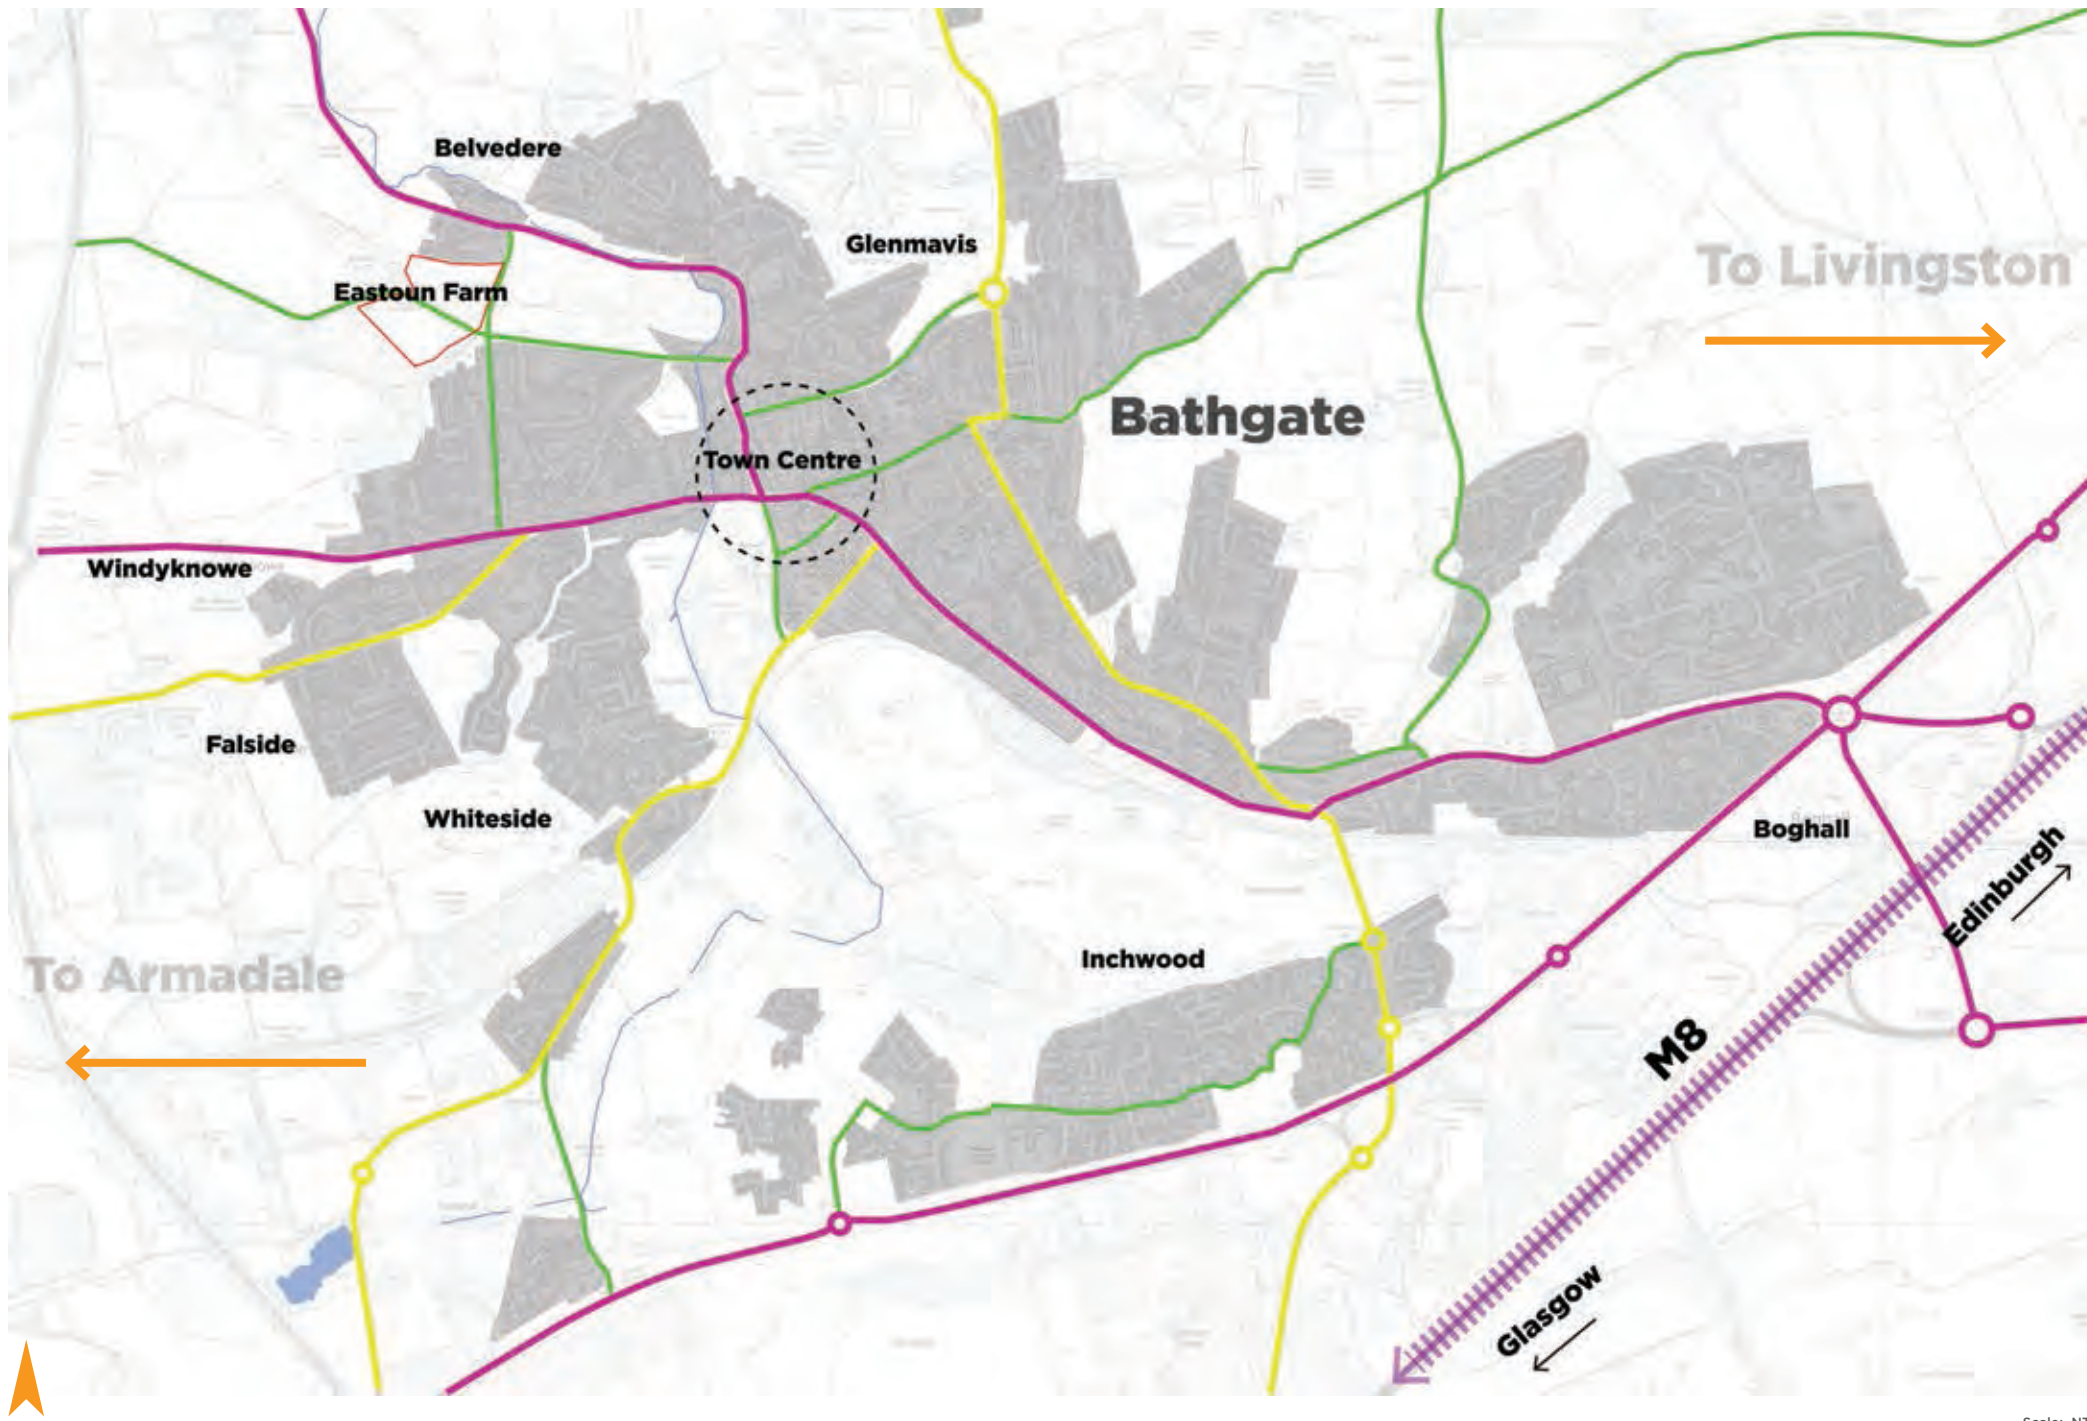 Belvedere
Glenmavis
To Livingston
Eastoun Farm
Bathgate
Town Centre
Windyknowe
Falside
Whiteside
Boghall
Edinburgh
To Armadale
Inchwood
M8
Glasgow